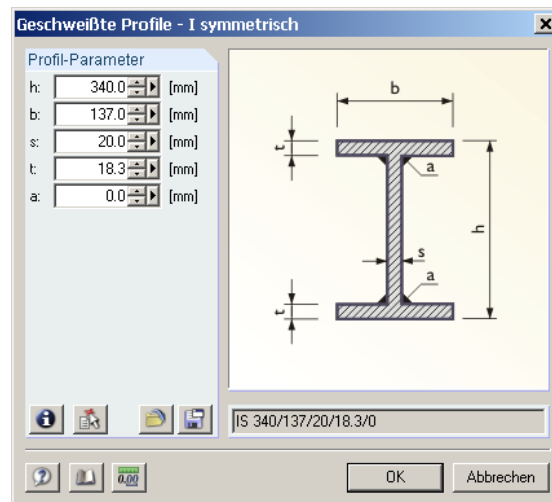 Geschweißte Profile - I symmetrisch
Profil-Parameter
h: 340.0 [mm]
b: 137.0 [mm]
s: 20.0 [mm]
t: 18.3 [mm]
a: 0.0 [mm]
b
t
a
h
s
a
t
IS 340/137/20/18.3/0
0.00
OK
Abbrechen